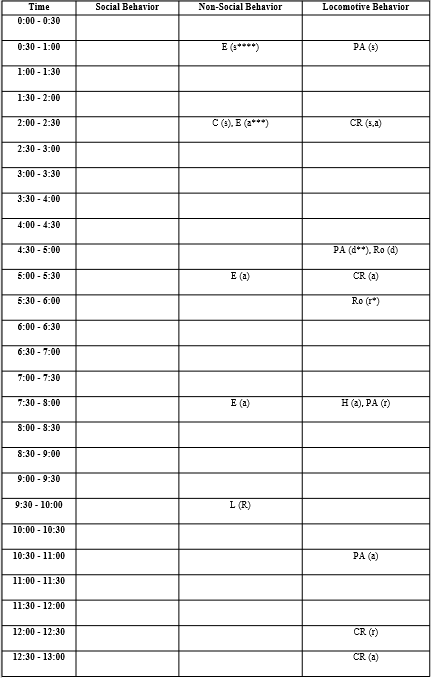 Time Social Behavior Non-Social Behavior Locomotive Behavior
0:00 - 0:30
0:30 - 1:00 E (s****) PA (s)
1:00 - 1:30
1:30 - 2:00
2:00 - 2:30 C (s), E (a***) CR (s,a)
2:30 - 3:00
3:00 - 3:30
3:30 - 4:00
4:00 - 4:30
4:30 - 5:00 PA (d**), Ro (d)
5:00 - 5:30 E (a) CR (a)
5:30 - 6:00 Ro (r*)
6:00 - 6:30
6:30 - 7:00
7:00 - 7:30
7:30 - 8:00 E (a) H (a), PA (r)
8:00 - 8:30
8:30 - 9:00
9:00 - 9:30
9:30 - 10:00 L (R)
10:00 - 10:30
10:30 - 11:00 PA (a)
11:00 - 11:30
11:30 - 12:00
12:00 - 12:30 CR (r)
12:30 - 13:00 CR (a)